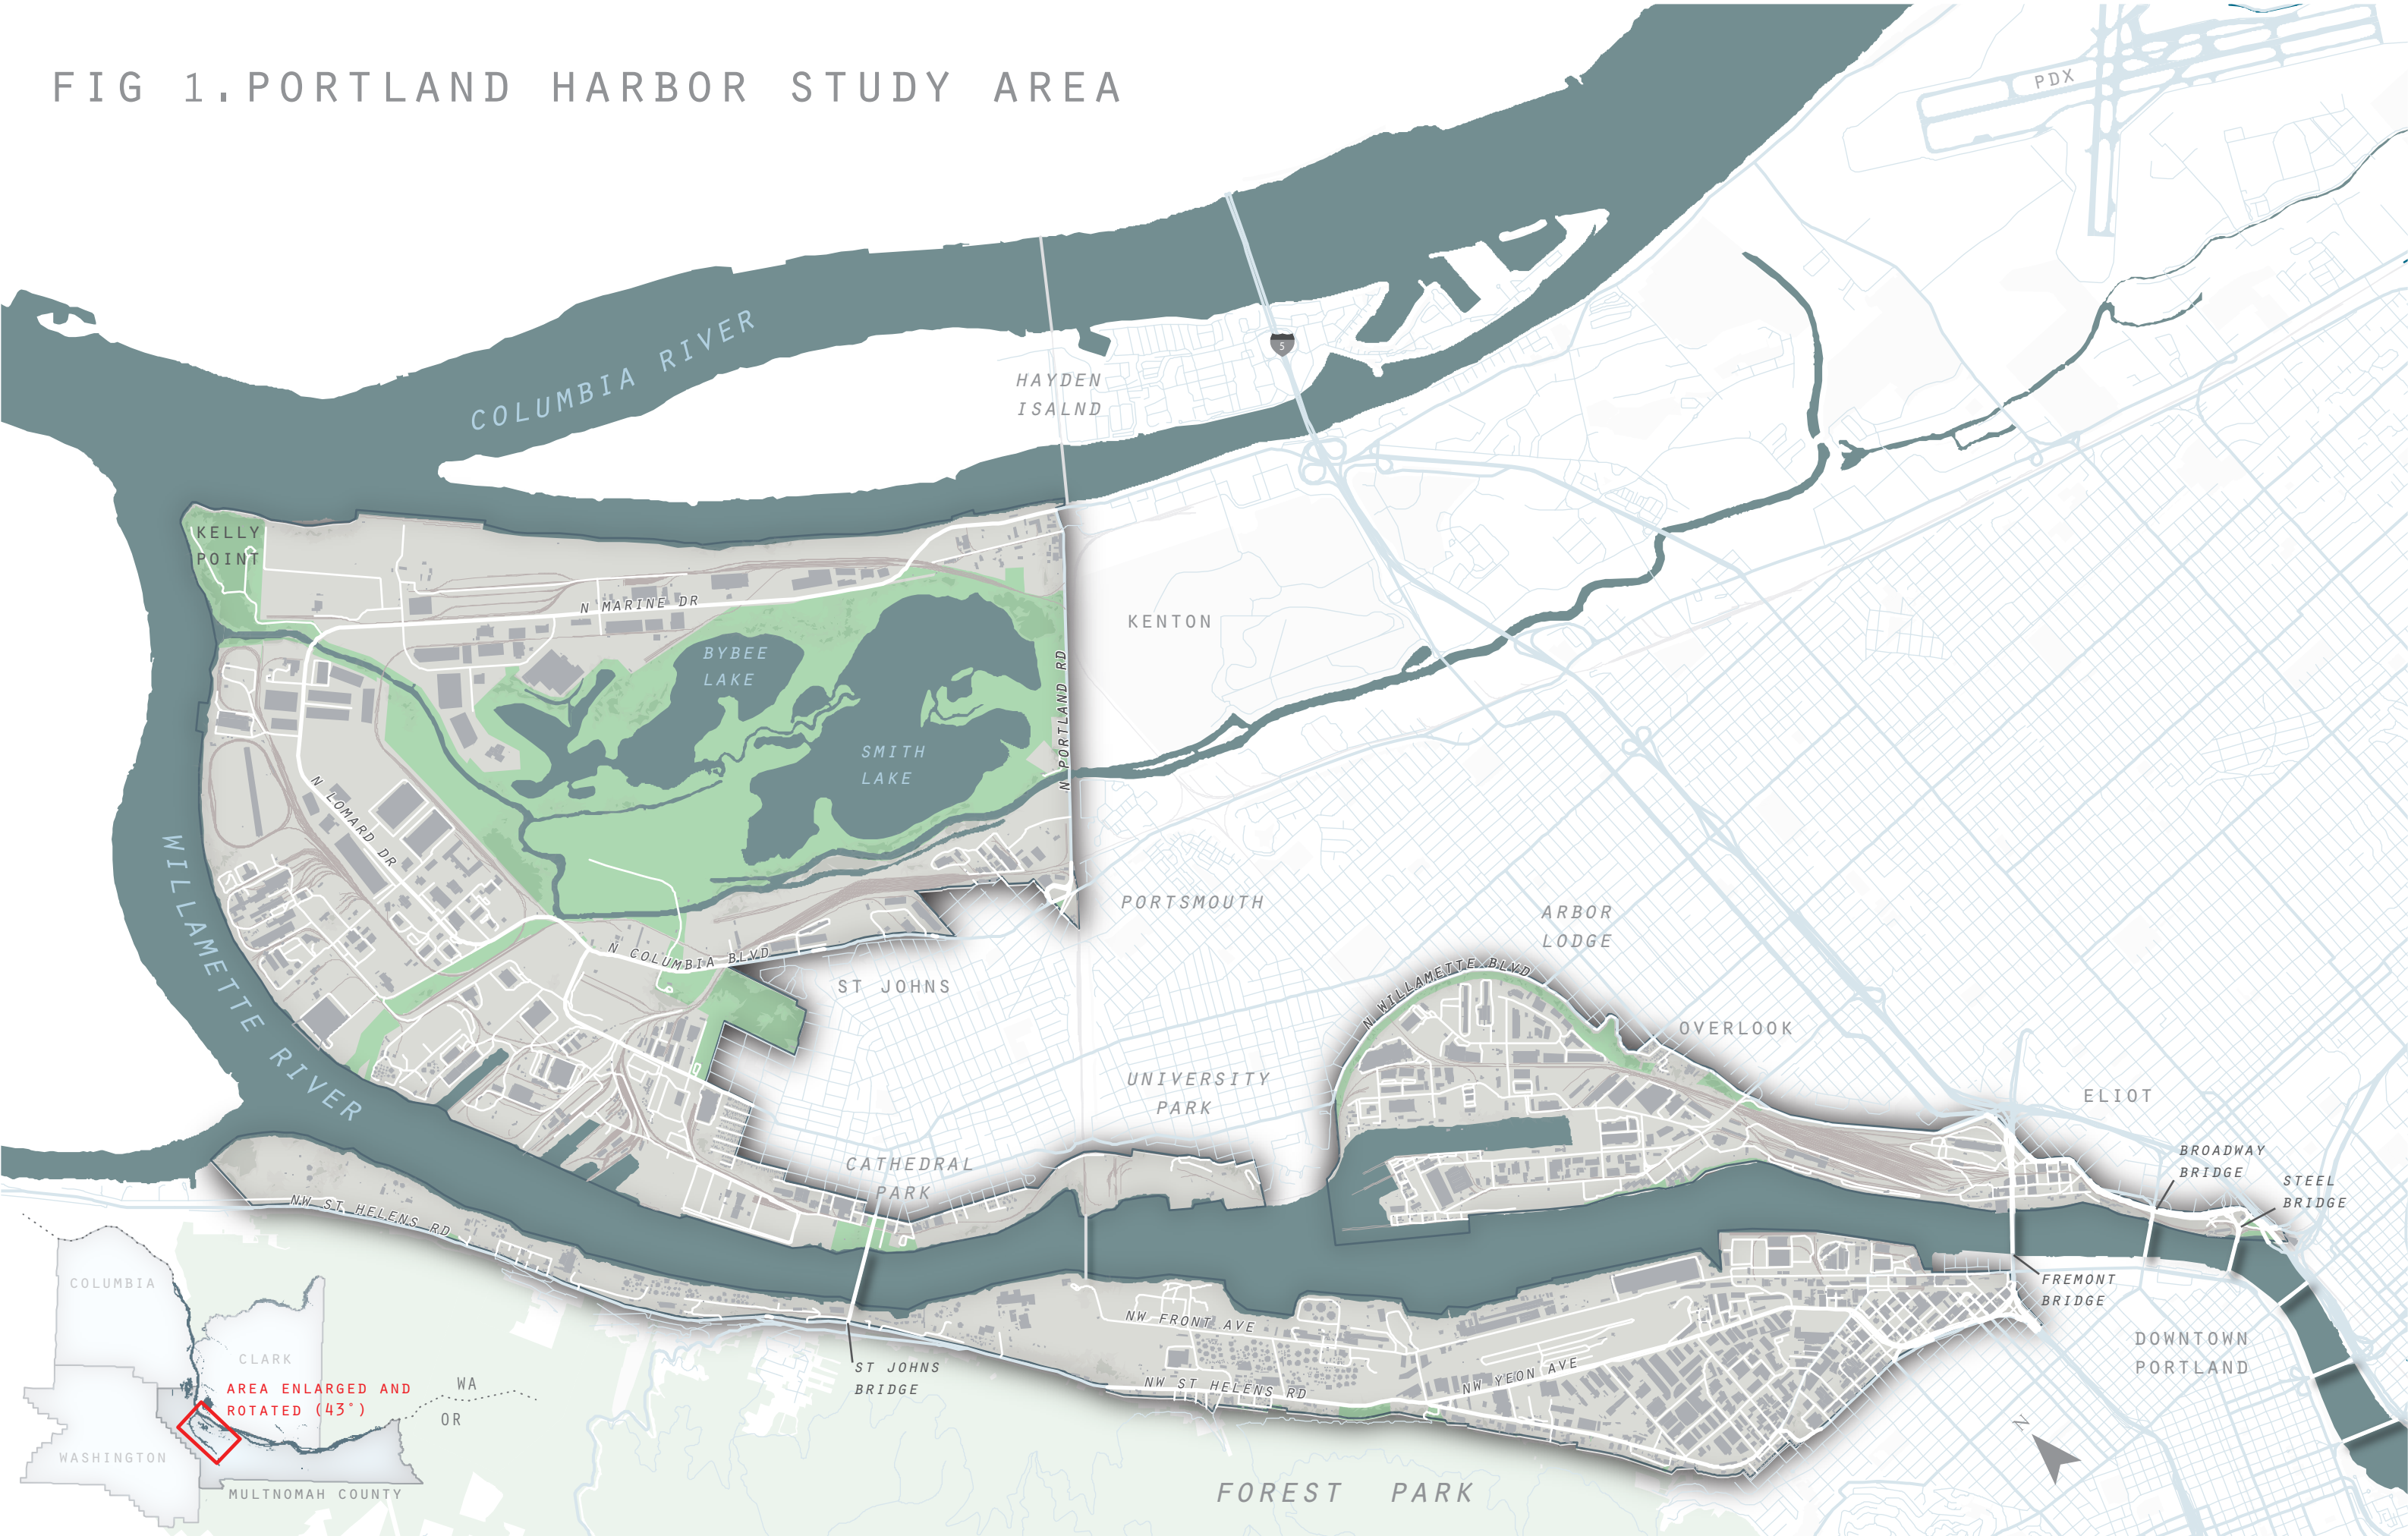 FIG 1.PORTLAND HARBOR STUDY AREA
PDX
COLUMBIA RIVER
5
HAYDEN
ISALND
KELLY
POINT
N MARINE DR
KENTON
BYBEE
LAKE
N PORTLAND RD
SMITH
LAKE
N LOMARD DR
WILLAMETTE RIVER
PORTSMOUTH
ARBOR
LODGE
N COLUMBIA BLVD
ST JOHNS
N WILLAMETTE BLVD
OVERLOOK
UNIVERSITY
PARK
ELIOT
CATHEDRAL
PARK
BROADWAY
BRIDGE
STEEL
BRIDGE
NW ST HELENS RD
COLUMBIA
FREMONT
BRIDGE
NW FRONT AVE
DOWNTOWN
PORTLAND
ST JOHNS
BRIDGE
CLARK
NW YEON AVE
NW ST HELENS RD
AREA ENLARGED AND
ROTATED (43°)
WA
OR
WASHINGTON
MULTNOMAH COUNTY
FOREST PARK
N